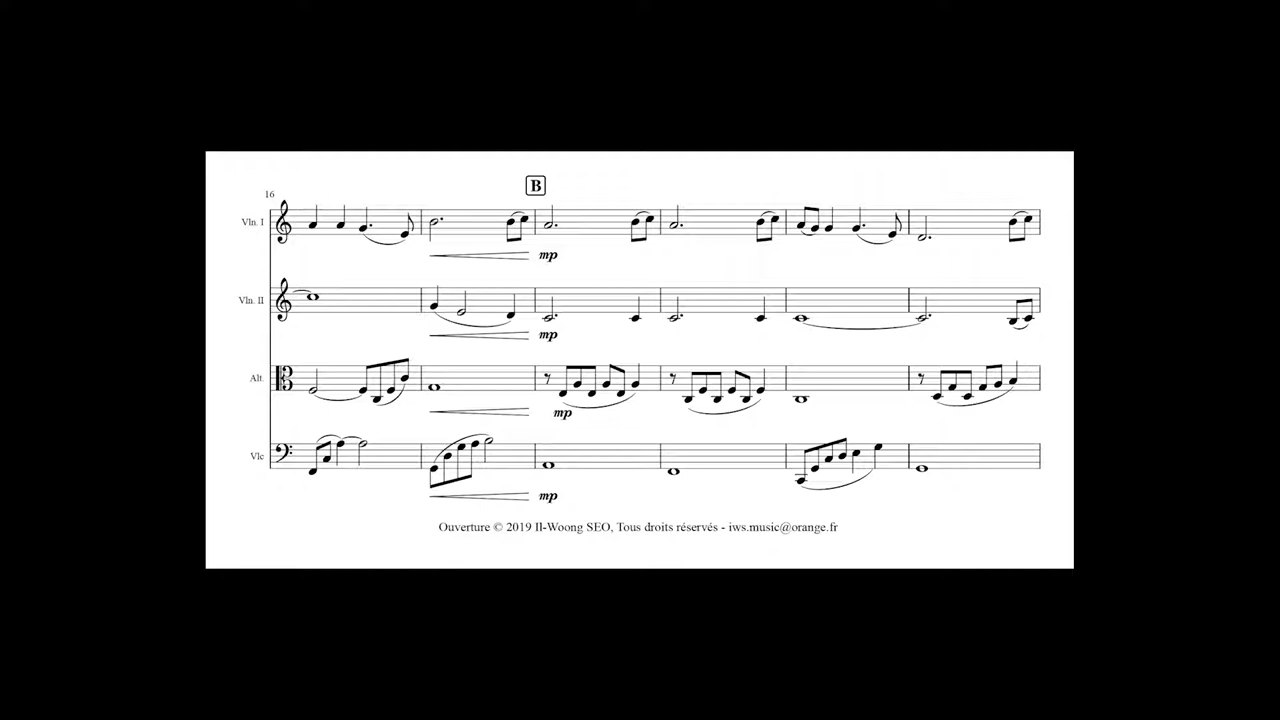 B
16
Vln. I
mp
Vln. II
mp
Alt.
mp
Vlc
mp
Ouverture © 2019 Il-Woong SEO, Tous droits réservés - iws.music@orange.fr